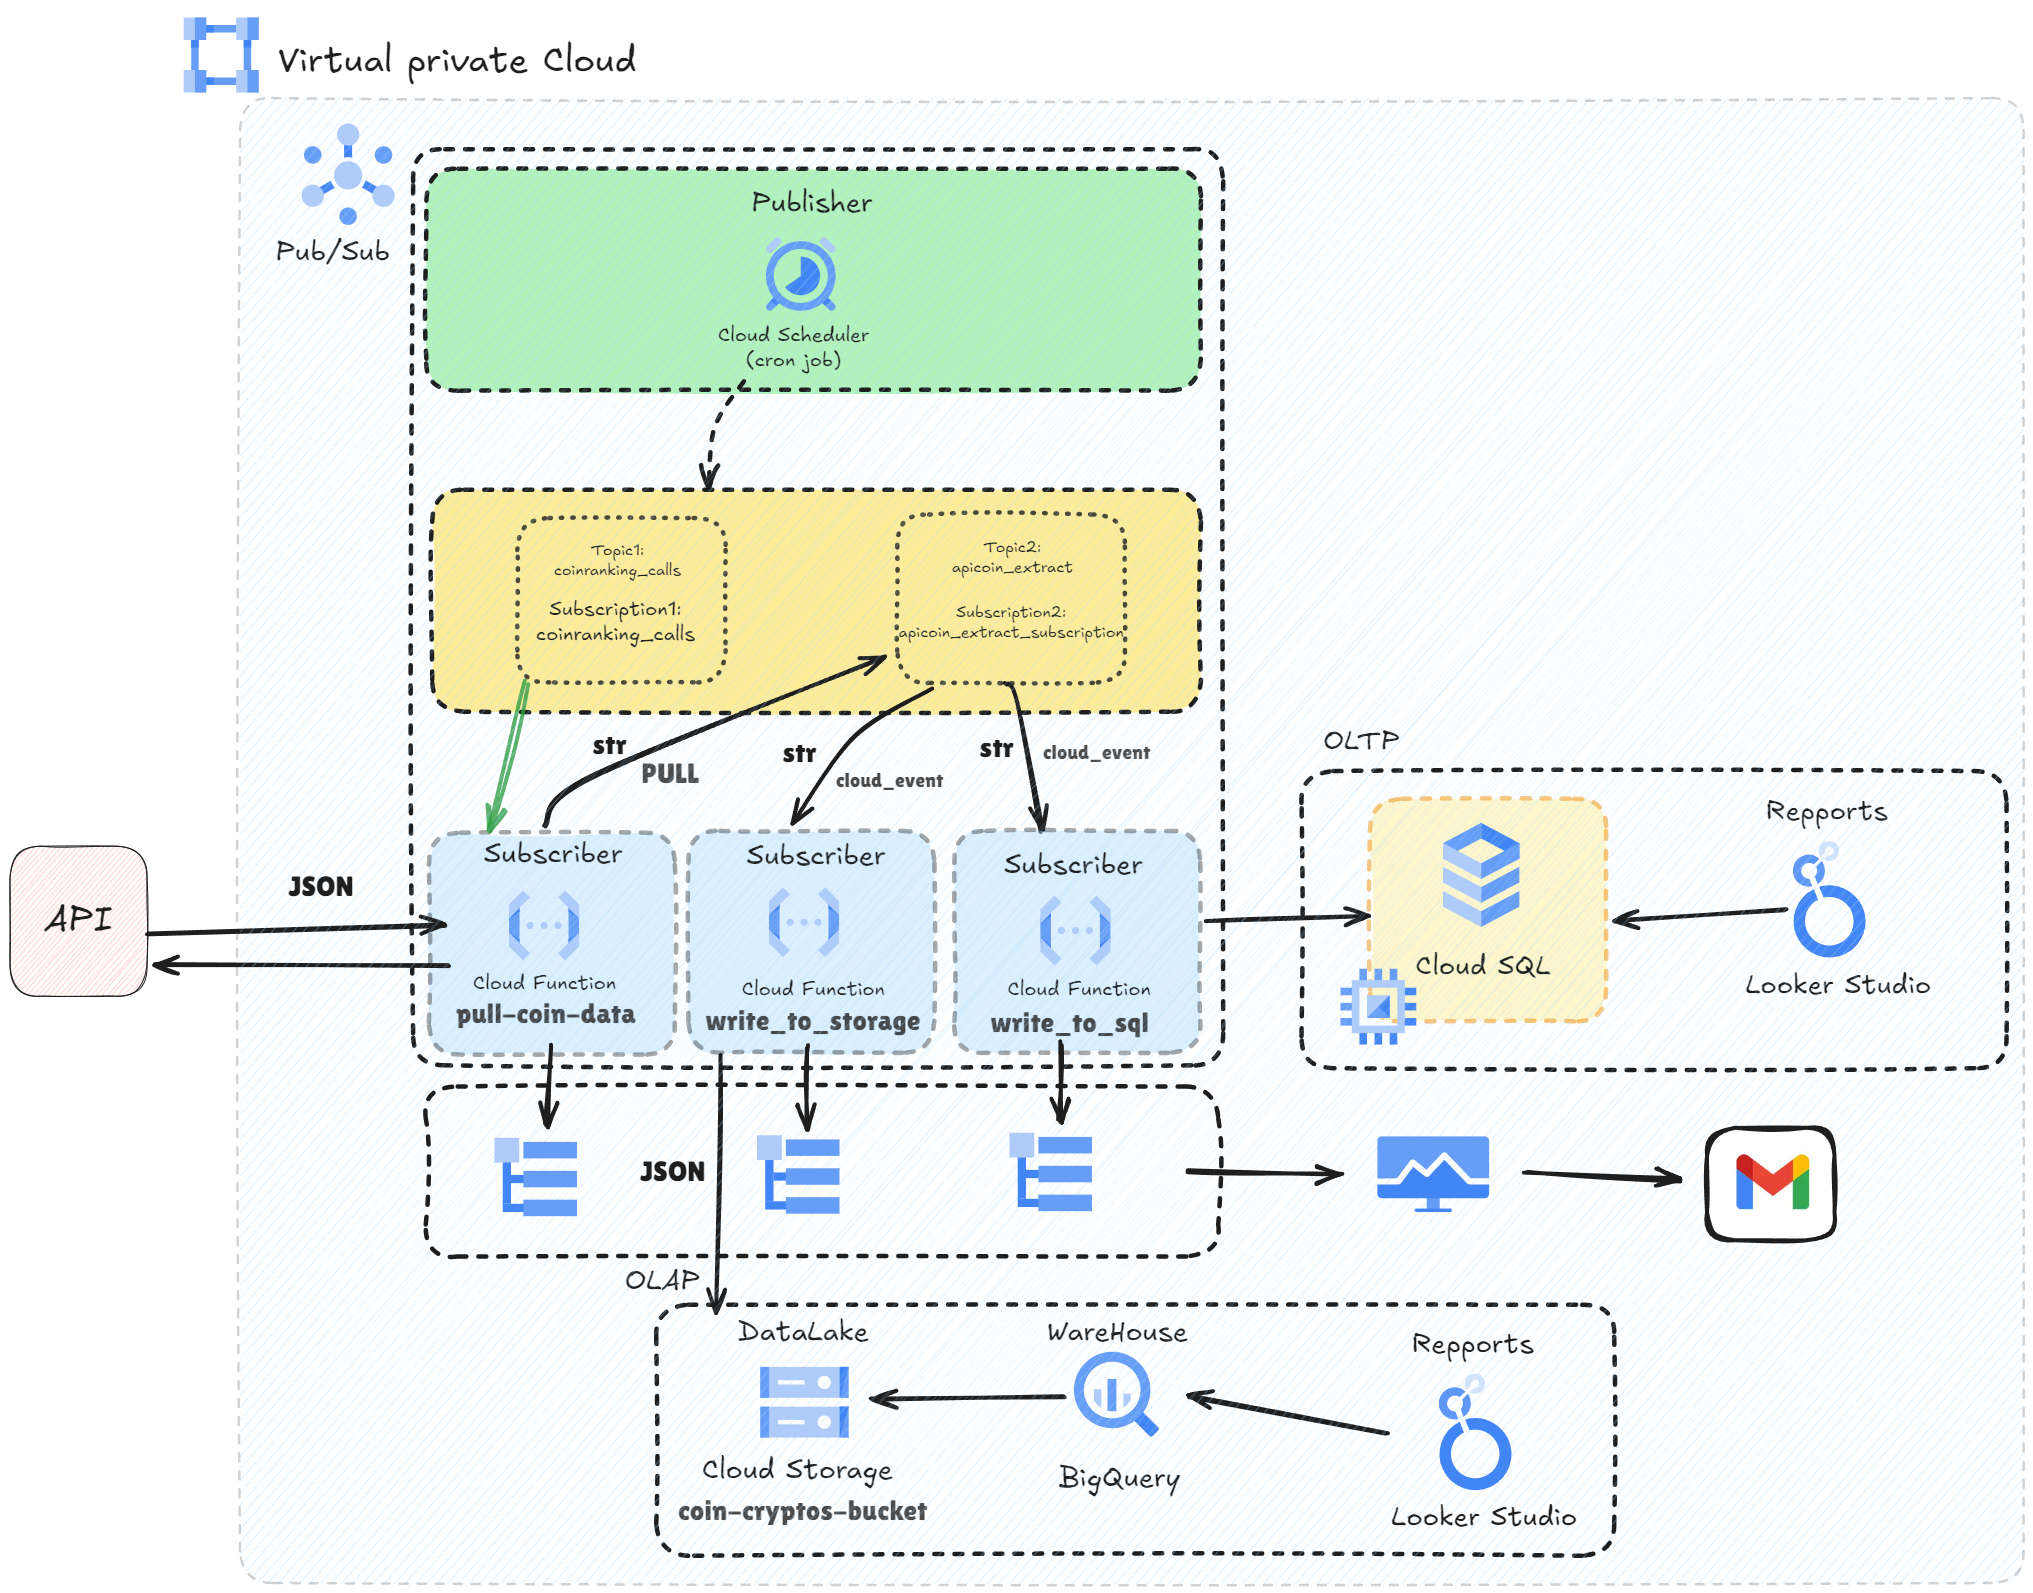 Virtual private Cloud
Pub/Sub
Publisher
Cloud Scheduler
(cron job)
Topic1:
coinranking_calls
Subscription1:
coinranking_calls
Topic2:
apicoin_extract
Subscription2:
apicoin_extract_subscription
str
PULL
str
cloud_event
str
cloud_event
API
JSON
Subscriber
Cloud Function
pull-coin-data
Subscriber
Cloud Function
write_to_storage
Subscriber
Cloud Function
write_to_sql
OLTP
Cloud SQL
Repports
Looker Studio
JSON
OLAP
DataLake
Cloud Storage
coin-cryptos-bucket
WareHouse
BigQuery
Repports
Looker Studio